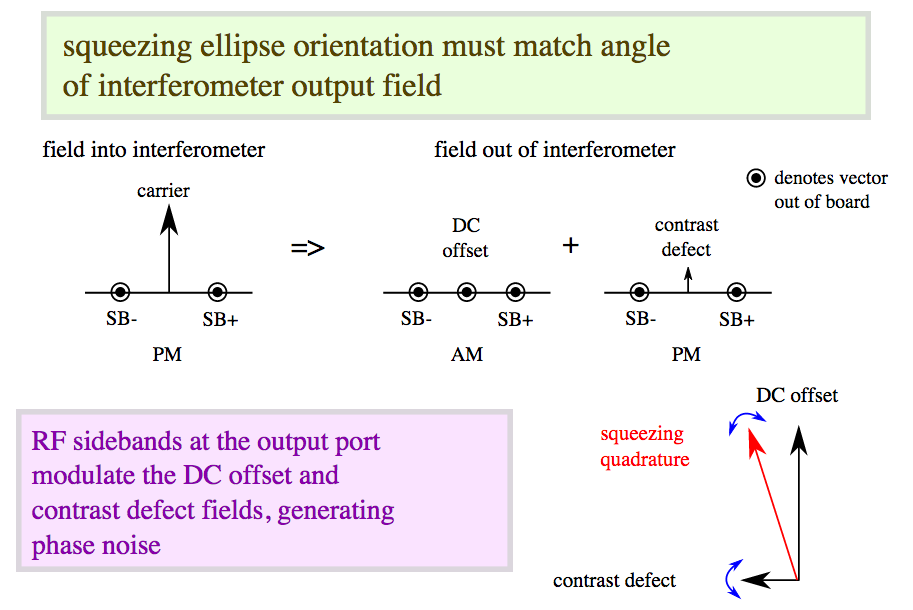 squeezing ellipse orientation must match angle
of interferometer output field
field into interferometer
field out of interferometer
denotes vector
out of board
carrier
DC
offset
contrast
defect
=>
+
SB-
SB+
SB-
SB+
SB-
SB+
PM
AM
PM
RF sidebands at the output port
modulate the DC offset and
contrast defect fields, generating
phase noise
DC offset
squeezing
quadrature
contrast defect